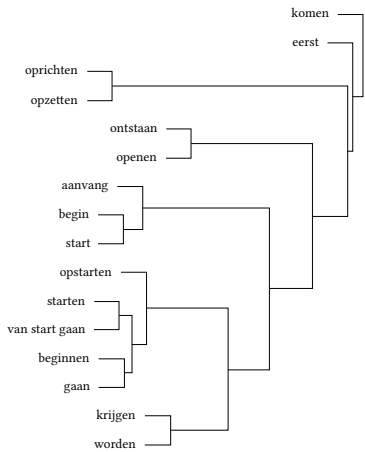 komen
eerst
oprichten
opzetten
ontstaan
openen
aanvang
begin
start
opstarten
starten
van start gaan
beginnen
gaan
krijgen
worden